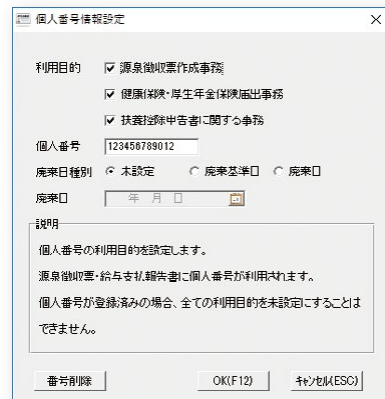 個人番号情報設定
利用目的 源泉徴収票作成事務
健康保険・厚生年金保険届出事務
扶養控除申告書に関する事務
個人番号 123456789012
廃棄日種別 未設定 廃棄基準日 廃棄日
廃棄日 年 月 日
説明
個人番号の利用目的を設定します。
源泉徴収票・給与支払報告書に個人番号が利用されます。
個人番号が登録済みの場合、全ての利用目的を未設定にすることは
できません。
番号削除 OK(F12) キャンセル(ESC)